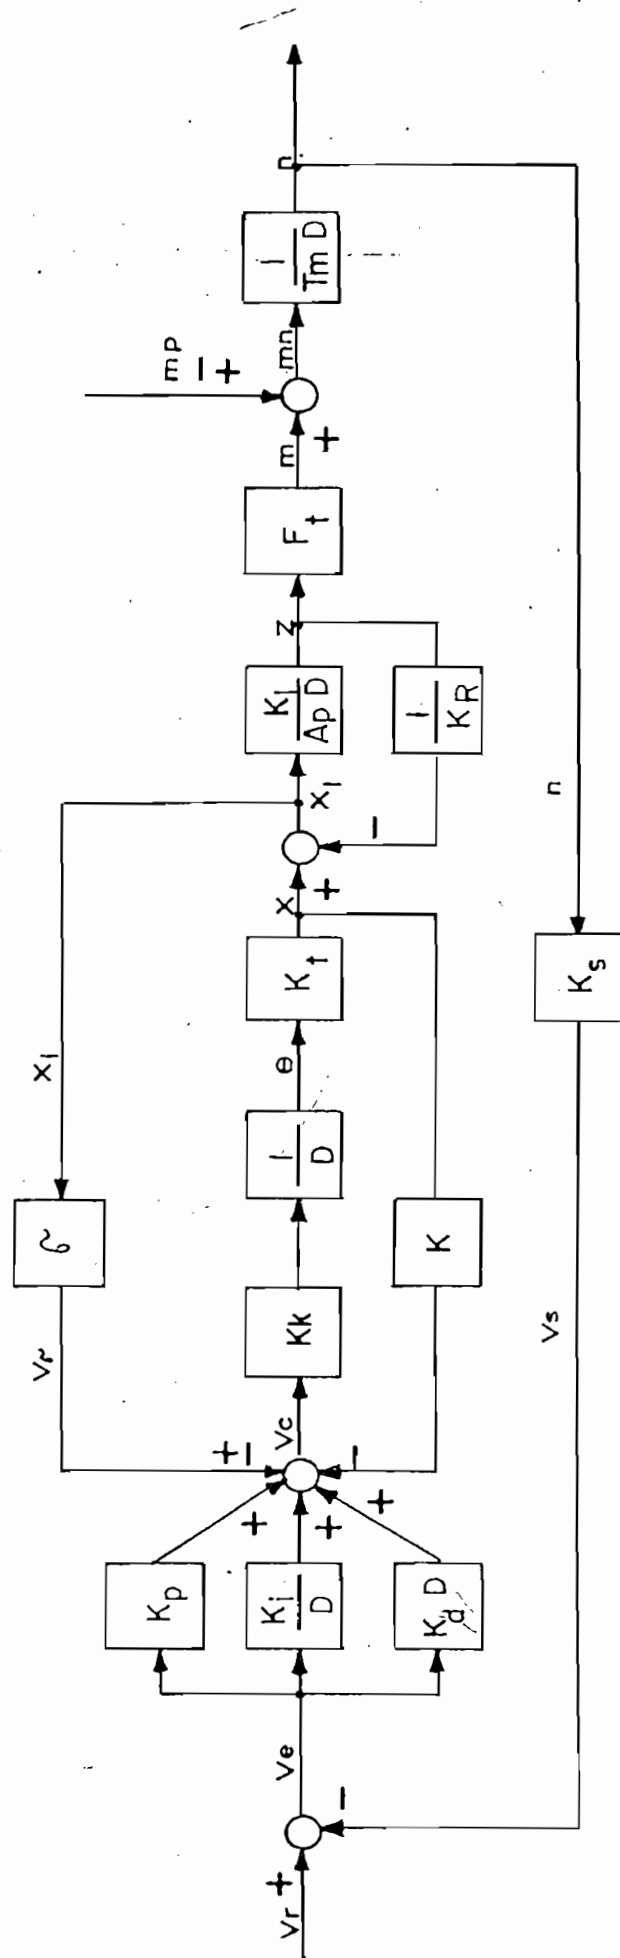 Vr
+
−
Ve
Kp
Ki
D
Kd D
+
+
+
+−
−
Vc
Kk
1
D
θ
Kt
x
+
−
x1
K1
Ap D
z
Ft
m
+
mp
−+
mn
1
Tm D
n
x1
K
1
KR
n
Ks
Vs